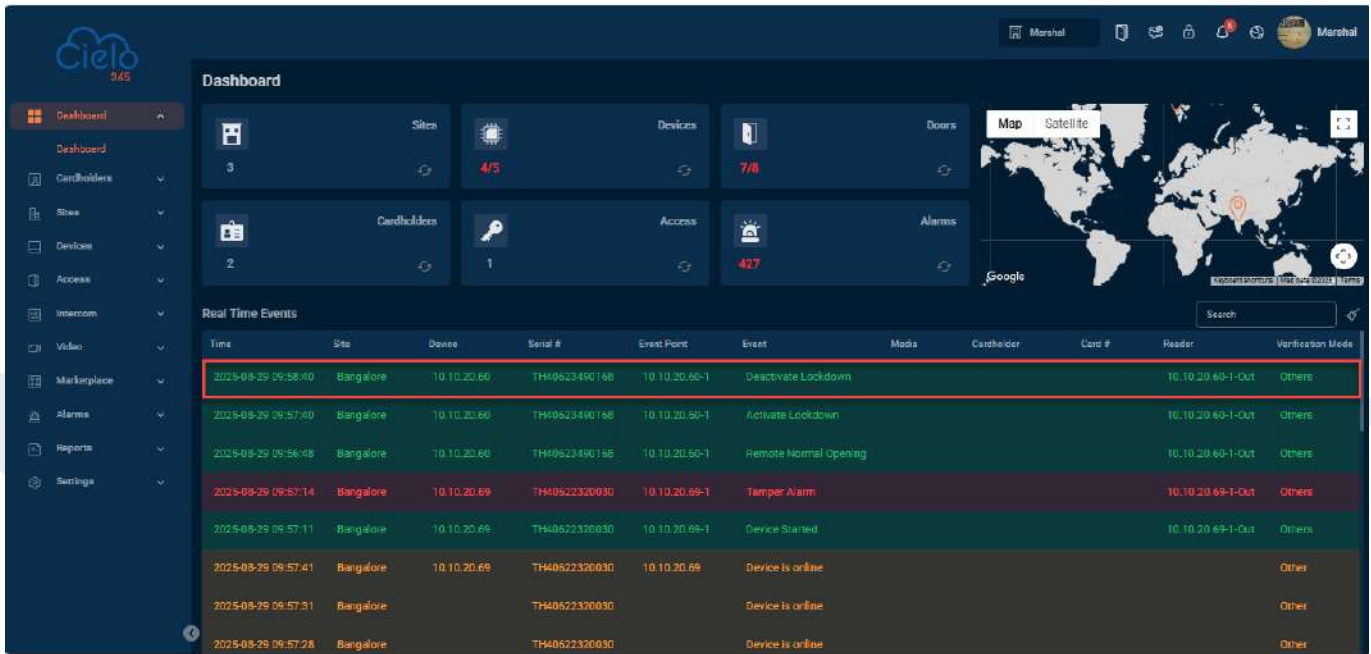 Cielo
365
Marshal
Marshal
Dashboard
Dashboard
Dashboard
Cardholders
Sites
Devices
Access
Intercom
Video
Marketplace
Alarms
Reports
Settings
Sites
3
Devices
4/5
Doors
7/8
Cardholders
2
Access
1
Alarms
427
Map Satellite
Google
Keyboard shortcuts Map data ©2025 Terms
Real Time Events
Search
Time Site Device Serial # Event Point Event Media Cardholder Card # Reader Verification Mode
2025-08-29 09:58:40 Bangalore 10.10.20.60 TH40623490168 10.10.20.60-1 Deactivate Lockdown 10.10.20.60-1-Out Others
2025-08-29 09:57:40 Bangalore 10.10.20.60 TH40623490168 10.10.20.60-1 Activate Lockdown 10.10.20.60-1-Out Others
2025-08-29 09:56:48 Bangalore 10.10.20.60 TH40623490168 10.10.20.60-1 Remote Normal Opening 10.10.20.60-1-Out Others
2025-08-29 09:57:14 Bangalore 10.10.20.69 TH40622320030 10.10.20.69-1 Tamper Alarm 10.10.20.69-1-Out Others
2025-08-29 09:57:11 Bangalore 10.10.20.69 TH40622320030 10.10.20.69-1 Device Started 10.10.20.69-1-Out Others
2025-08-29 09:57:41 Bangalore 10.10.20.69 TH40622320030 10.10.20.69 Device is online Other
2025-08-29 09:57:31 Bangalore TH40622320030 Device is online Other
2025-08-29 09:57:28 Bangalore TH40622320030 Device is online Other